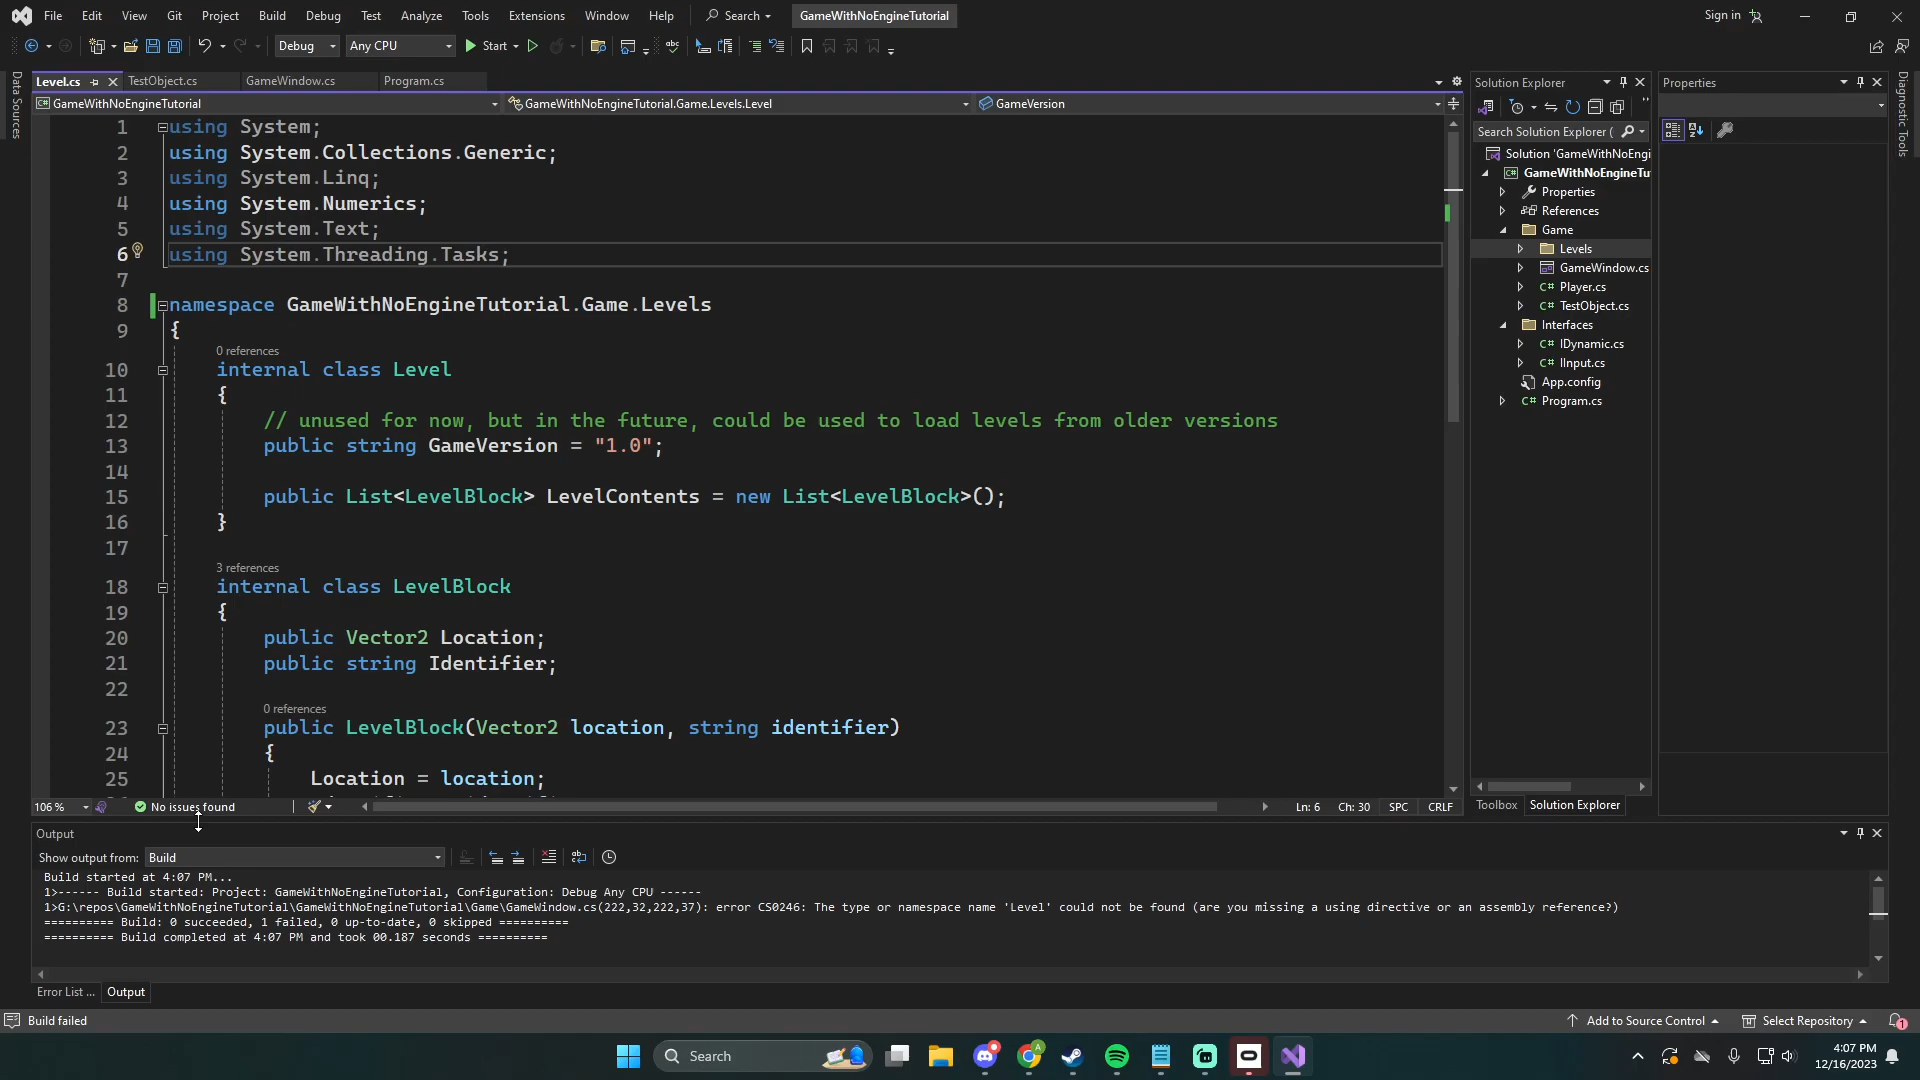 File Edit View Git Project Build Debug Test Analyze Tools Extensions Window Help Search GameWithNoEngineTutorial Sign in
Debug Any CPU Start
Data Sources
Level.cs TestObject.cs GameWindow.cs Program.cs
GameWithNoEngineTutorial GameWithNoEngineTutorial.Game.Levels.Level GameVersion
1 using System;
2 using System.Collections.Generic;
3 using System.Linq;
4 using System.Numerics;
5 using System.Text;
6 using System.Threading.Tasks;
7
8 namespace GameWithNoEngineTutorial.Game.Levels
9 {
0 references
10 internal class Level
11 {
12 // unused for now, but in the future, could be used to load levels from older versions
13 public string GameVersion = "1.0";
14
15 public List<LevelBlock> LevelContents = new List<LevelBlock>();
16 }
17
3 references
18 internal class LevelBlock
19 {
20 public Vector2 Location;
21 public string Identifier;
22
0 references
23 public LevelBlock(Vector2 location, string identifier)
24 {
25 Location = location;
106 % No issues found Ln: 6 Ch: 30 SPC CRLF
Solution Explorer
Search Solution Explorer (
Solution 'GameWithNoEngi
GameWithNoEngineTu
Properties
References
Game
Levels
GameWindow.cs
Player.cs
TestObject.cs
Interfaces
IDynamic.cs
IInput.cs
App.config
Program.cs
Toolbox Solution Explorer
Properties
Diagnostic Tools
Output
Show output from: Build
Build started at 4:07 PM...
1>------ Build started: Project: GameWithNoEngineTutorial, Configuration: Debug Any CPU ------
1>G:\repos\GameWithNoEngineTutorial\GameWithNoEngineTutorial\Game\GameWindow.cs(222,32,222,37): error CS0246: The type or namespace name 'Level' could not be found (are you missing a using directive or an assembly reference?)
========== Build: 0 succeeded, 1 failed, 0 up-to-date, 0 skipped ==========
========== Build completed at 4:07 PM and took 00.187 seconds ==========
Error List ... Output
Build failed Add to Source Control Select Repository 1
Search 4:07 PM
12/16/2023